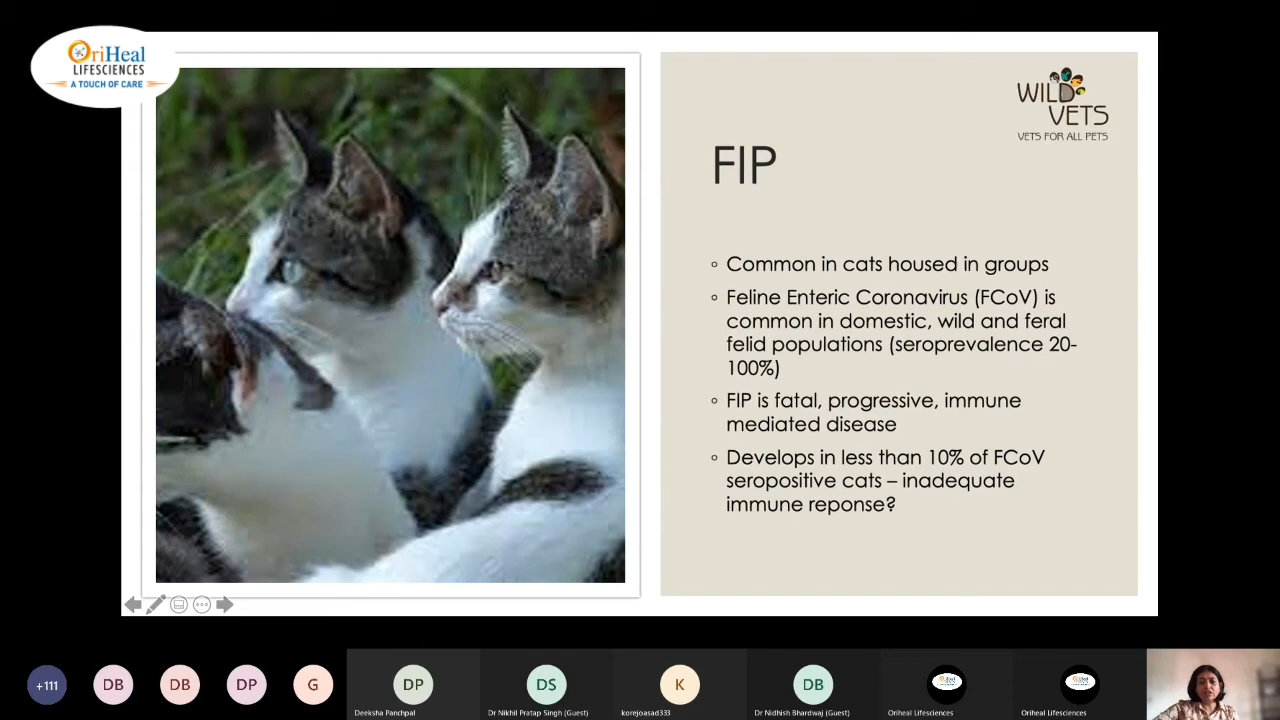 OriHeal
LIFESCIENCES
A TOUCH OF CARE
WILD
VETS
VETS FOR ALL PETS
FIP
Common in cats housed in groups
Feline Enteric Coronavirus (FCoV) is
common in domestic, wild and feral
felid populations (seroprevalence 20-
100%)
FIP is fatal, progressive, immune
mediated disease
Develops in less than 10% of FCoV
seropositive cats – inadequate
immune reponse?
+111
DB
DB
DP
G
DP
DS
K
DB
Deeksha Panchpal
Dr Nikhil Pratap Singh (Guest)
korejoasad333
Dr Nidhish Bhardwaj (Guest)
Oriheal Lifesciences
Oriheal Lifesciences